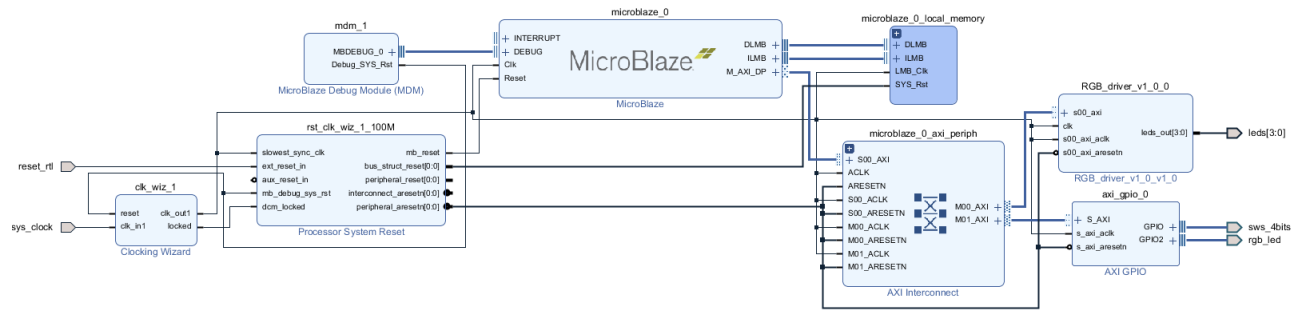 mdm_1
MBDEBUG_0
Debug_SYS_Rst
MicroBlaze Debug Module (MDM)
microblaze_0
INTERRUPT
DEBUG
Clk
Reset
MicroBlaze
DLMB
ILMB
M_AXI_DP
MicroBlaze
microblaze_0_local_memory
DLMB
ILMB
LMB_Clk
SYS_Rst
reset_rtl
sys_clock
clk_wiz_1
reset
clk_in1
clk_out1
locked
Clocking Wizard
rst_clk_wiz_1_100M
slowest_sync_clk
ext_reset_in
aux_reset_in
mb_debug_sys_rst
dcm_locked
mb_reset
bus_struct_reset[0:0]
peripheral_reset[0:0]
interconnect_aresetn[0:0]
peripheral_aresetn[0:0]
Processor System Reset
microblaze_0_axi_periph
S00_AXI
ACLK
ARESETN
S00_ACLK
S00_ARESETN
M00_ACLK
M00_ARESETN
M01_ACLK
M01_ARESETN
M00_AXI
M01_AXI
AXI Interconnect
RGB_driver_v1_0_0
s00_axi
clk
s00_axi_aclk
s00_axi_aresetn
leds_out[3:0]
RGB_driver_v1_0_v1_0
leds[3:0]
axi_gpio_0
S_AXI
s_axi_aclk
s_axi_aresetn
GPIO
GPIO2
AXI GPIO
sws_4bits
rgb_led